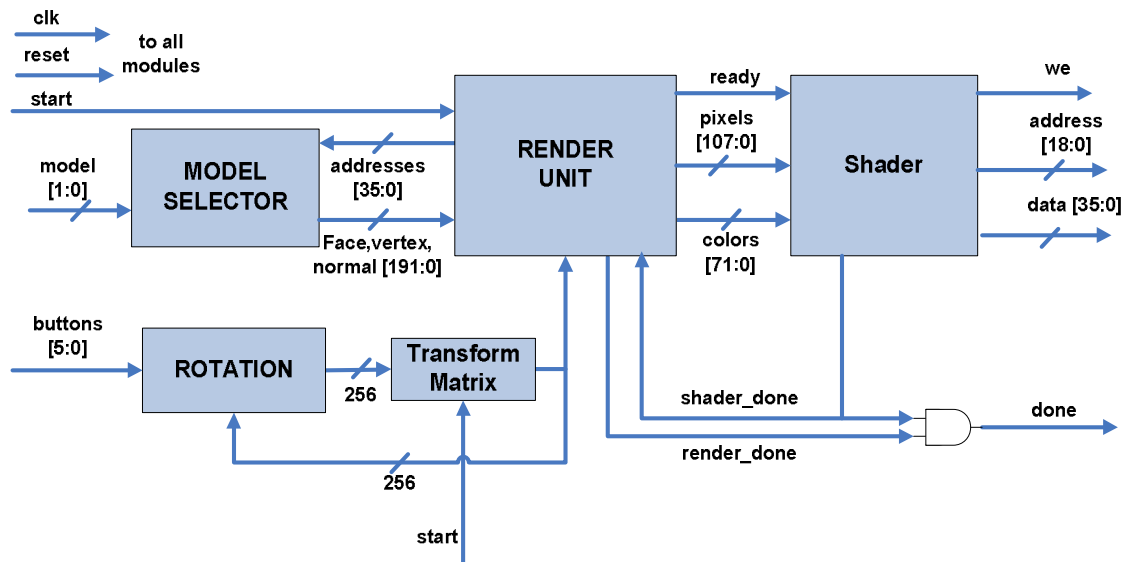 clk
reset
to all
modules
start
model
[1:0]
MODEL
SELECTOR
addresses
[35:0]
Face,vertex,
normal [191:0]
RENDER
UNIT
ready
pixels
[107:0]
colors
[71:0]
Shader
we
address
[18:0]
data [35:0]
buttons
[5:0]
ROTATION
256
Transform
Matrix
256
start
shader_done
render_done
done